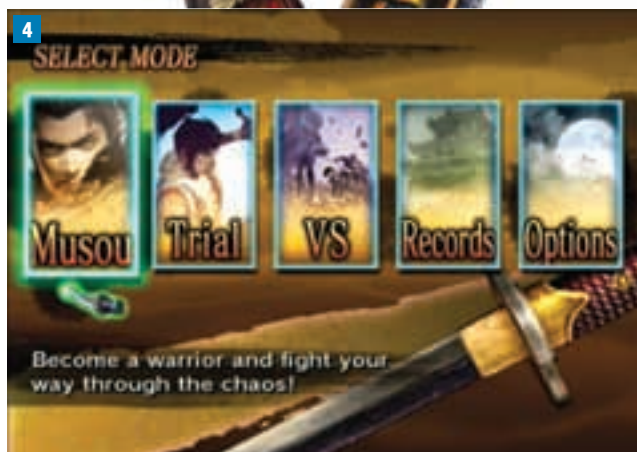 4
SELECT MODE
Musou Trial VS Records Options
Become a warrior and fight your
way through the chaos!